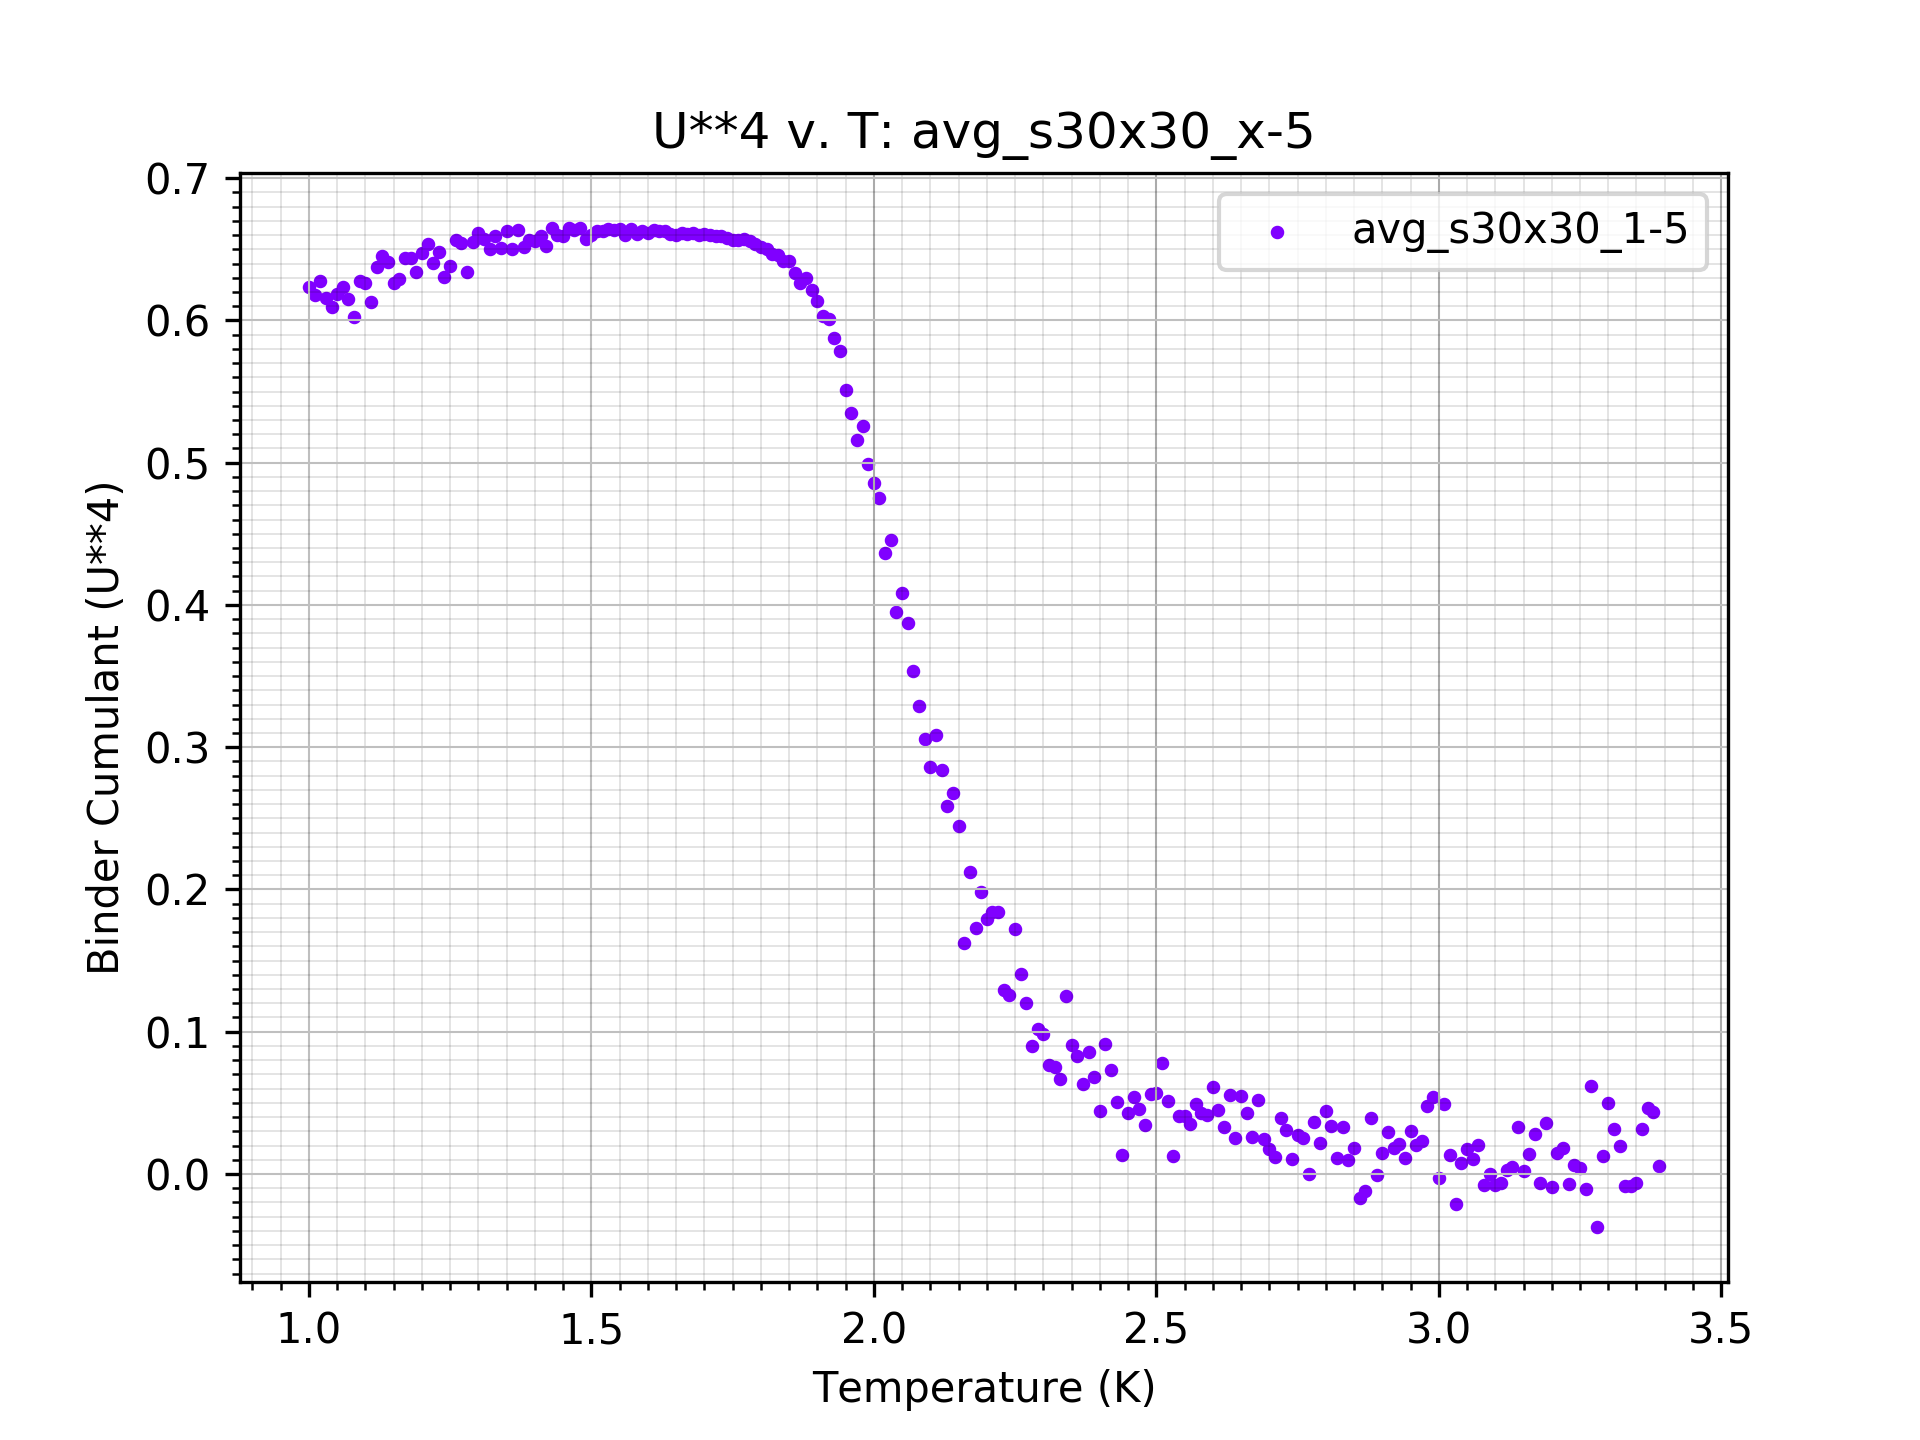 U**4 v. T: avg_s30x30_x-5
avg_s30x30_1-5
Binder Cumulant (U**4)
0.7
0.6
0.5
0.4
0.3
0.2
0.1
0.0
1.0 1.5 2.0 2.5 3.0 3.5
Temperature (K)